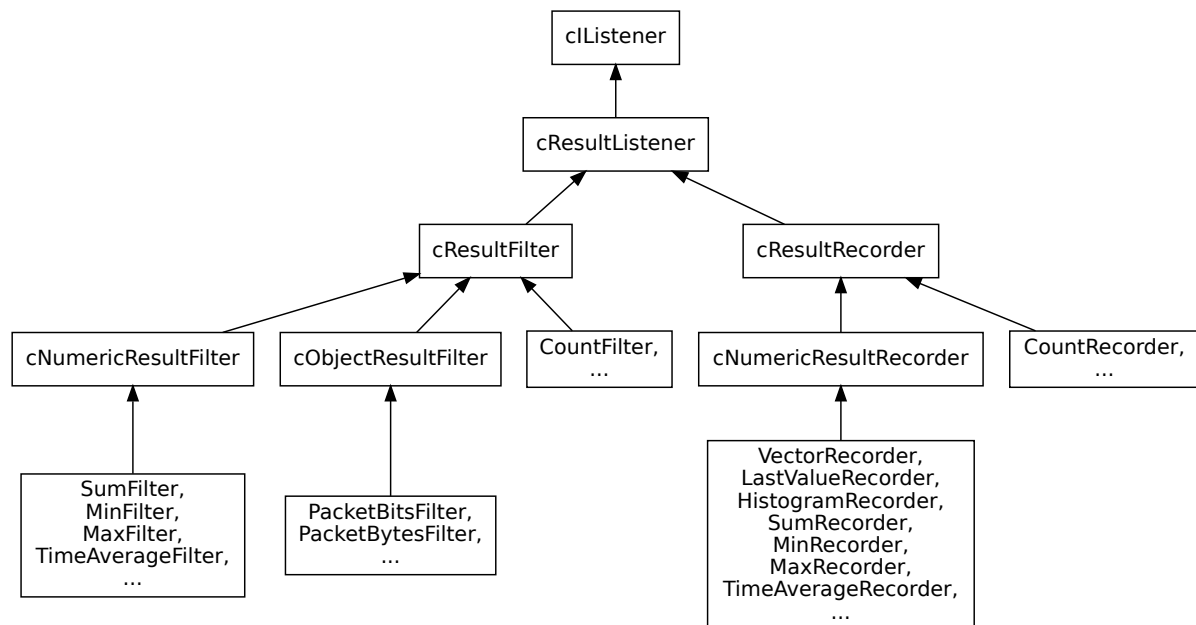 cIListener
cResultListener
cResultFilter
cResultRecorder
cNumericResultFilter
cObjectResultFilter
CountFilter,
...
cNumericResultRecorder
CountRecorder,
...
SumFilter,
MinFilter,
MaxFilter,
TimeAverageFilter,
...
PacketBitsFilter,
PacketBytesFilter,
...
VectorRecorder,
LastValueRecorder,
HistogramRecorder,
SumRecorder,
MinRecorder,
MaxRecorder,
TimeAverageRecorder,
...